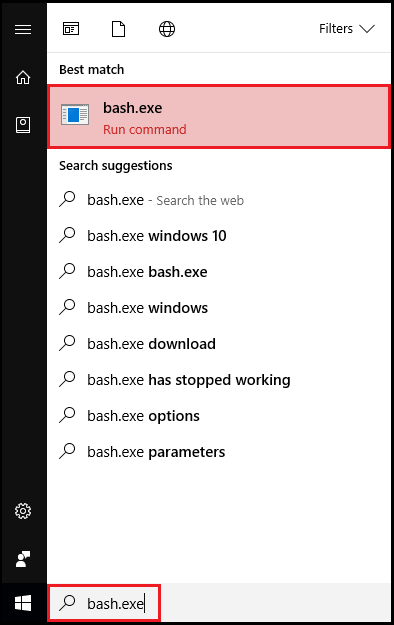 Filters
Best match
bash.exe
Run command
Search suggestions
bash.exe - Search the web
bash.exe windows 10
bash.exe bash.exe
bash.exe windows
bash.exe download
bash.exe has stopped working
bash.exe options
bash.exe parameters
bash.exe